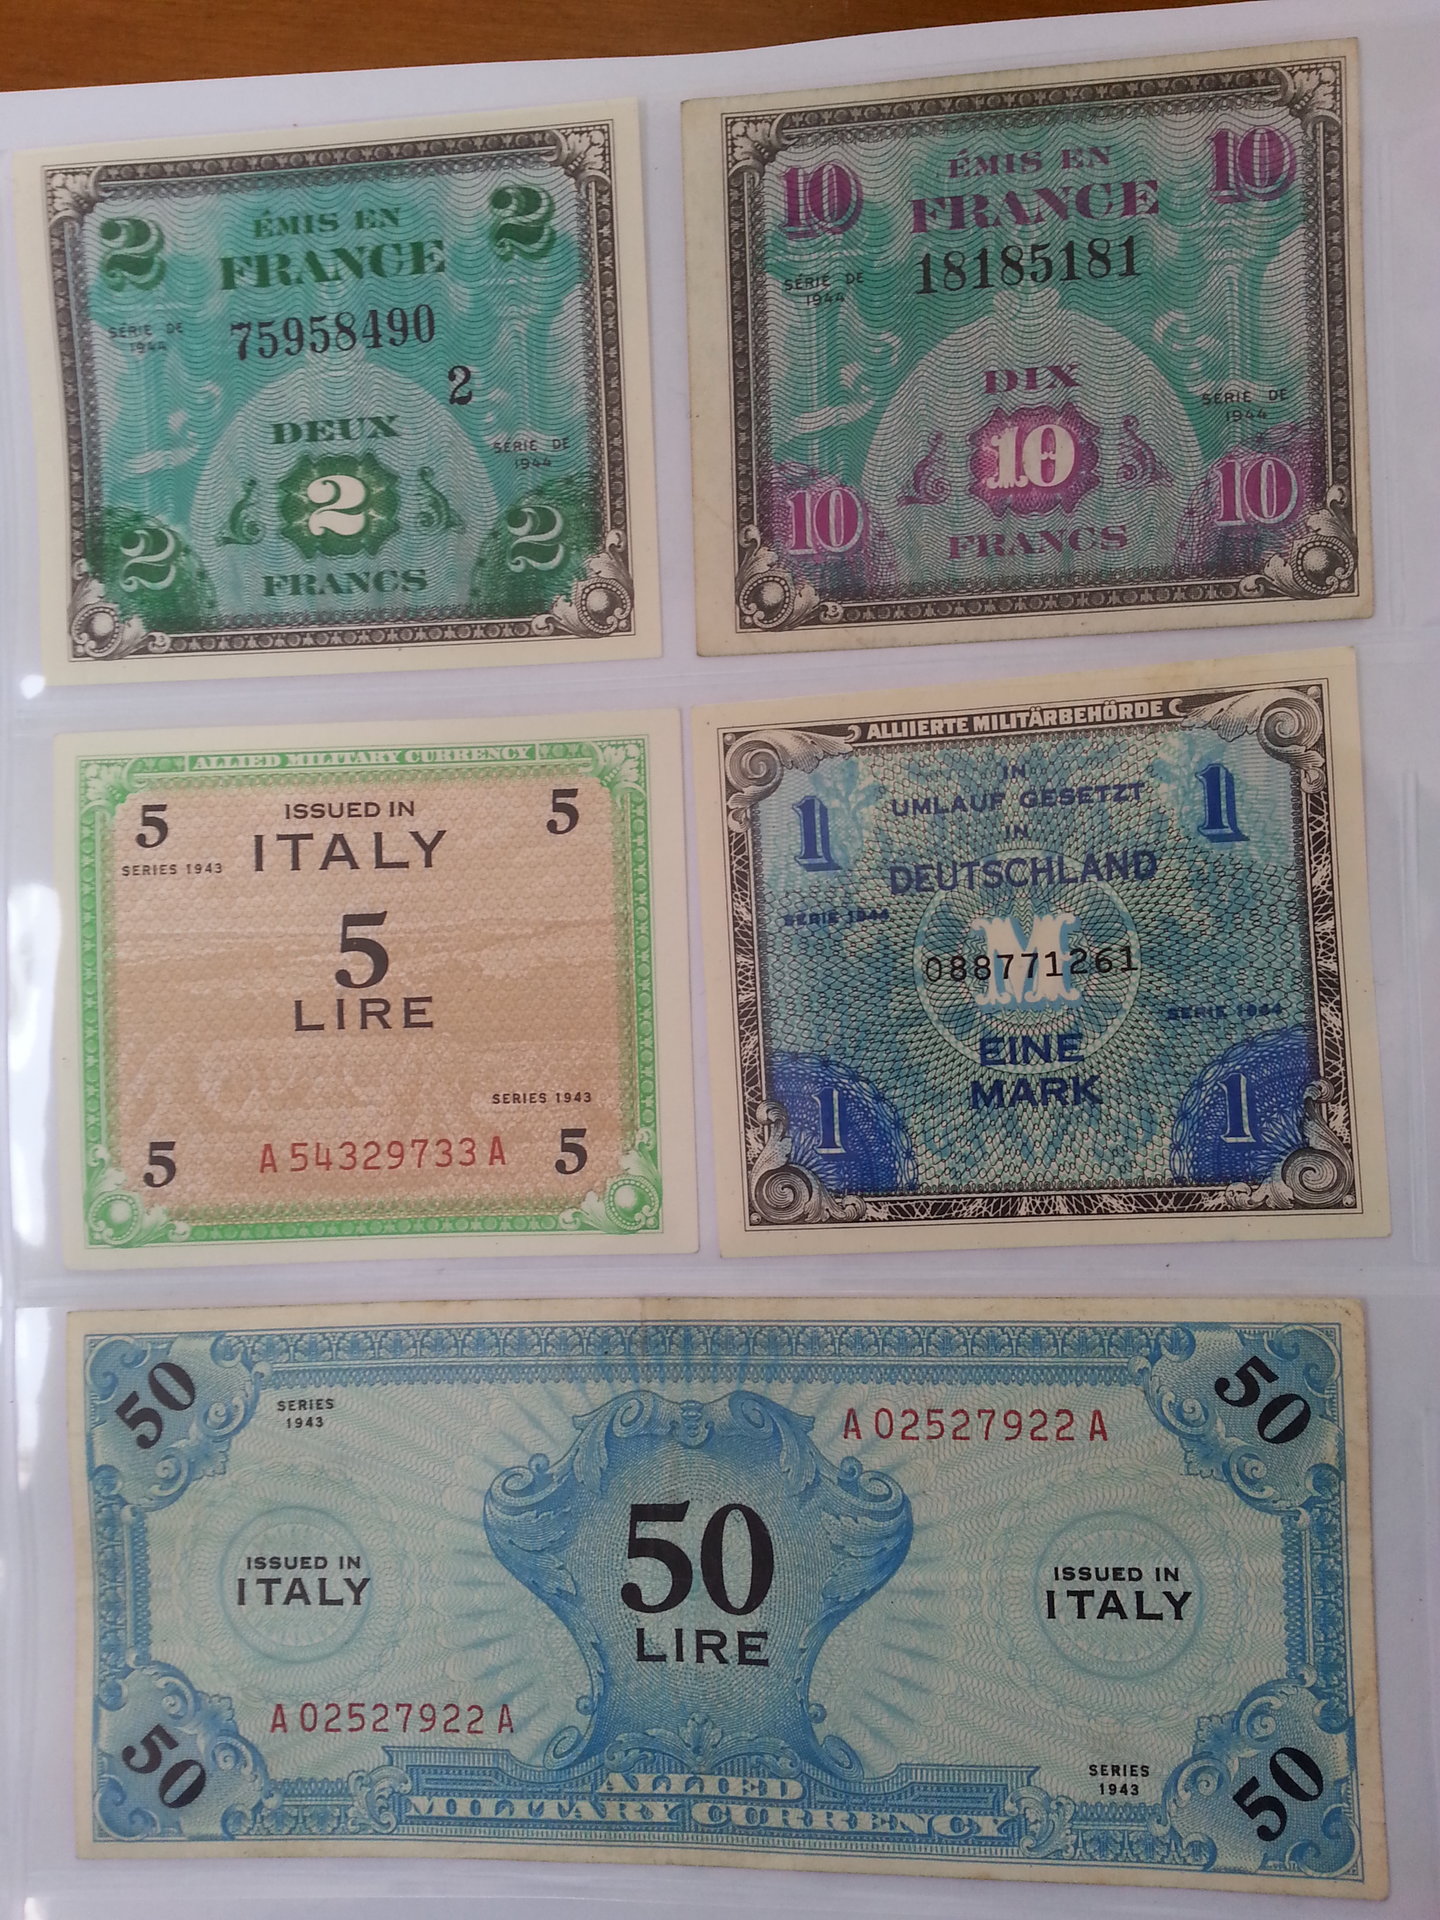 2
ÉMIS EN
2
FRANCE
SÉRIE DE
1944
75958490
2
DEUX
SÉRIE DE
1944
2
2
2
FRANCS
10
ÉMIS EN
10
FRANCE
SÉRIE DE
1944
18185181
DIX
SÉRIE DE
1944
10
10
10
FRANCS
ALLIED MILITARY CURRENCY
5
ISSUED IN
5
SERIES 1943
ITALY
5
LIRE
SERIES 1943
5
A 54329733 A
5
ALLIIERTE MILITÄRBEHÖRDE
1
IN
UMLAUF GESETZT
1
IN
DEUTSCHLAND
SERIE 1944
M
088771261
SERIE 1944
EINE
MARK
1
1
50
SERIES
1943
A 02527922 A
50
50
LIRE
ISSUED IN
ITALY
ISSUED IN
ITALY
A 02527922 A
50
SERIES
1943
50
ALLIED
MILITARY CURRENCY